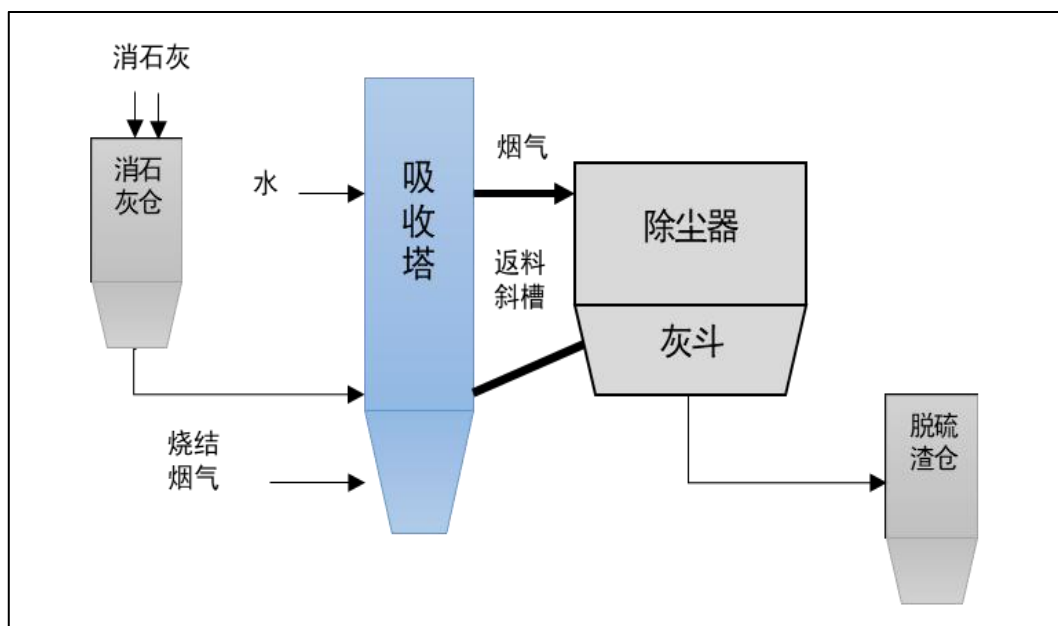 消石灰
消石
灰仓
水
吸
收
塔
烟气
除尘器
返料
斜槽
灰斗
烧结
烟气
脱硫
渣仓